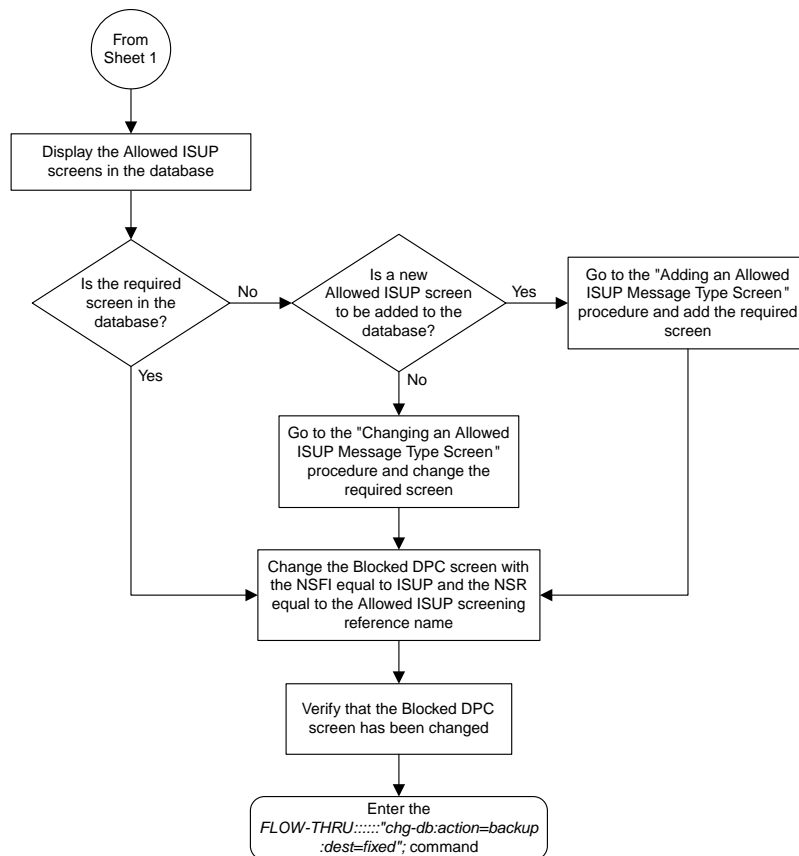 From
Sheet 1
Display the Allowed ISUP
screens in the database
Is the required
screen in the
database?
No
Yes
Is a new
Allowed ISUP screen
to be added to the
database?
Yes
No
Go to the "Adding an Allowed
ISUP Message Type Screen"
procedure and add the required
screen
Go to the "Changing an Allowed
ISUP Message Type Screen"
procedure and change the
required screen
Change the Blocked DPC screen with
the NSFI equal to ISUP and the NSR
equal to the Allowed ISUP screening
reference name
Verify that the Blocked DPC
screen has been changed
Enter the
FLOW-THRU::::::"chg-db:action=backup
:dest=fixed"; command